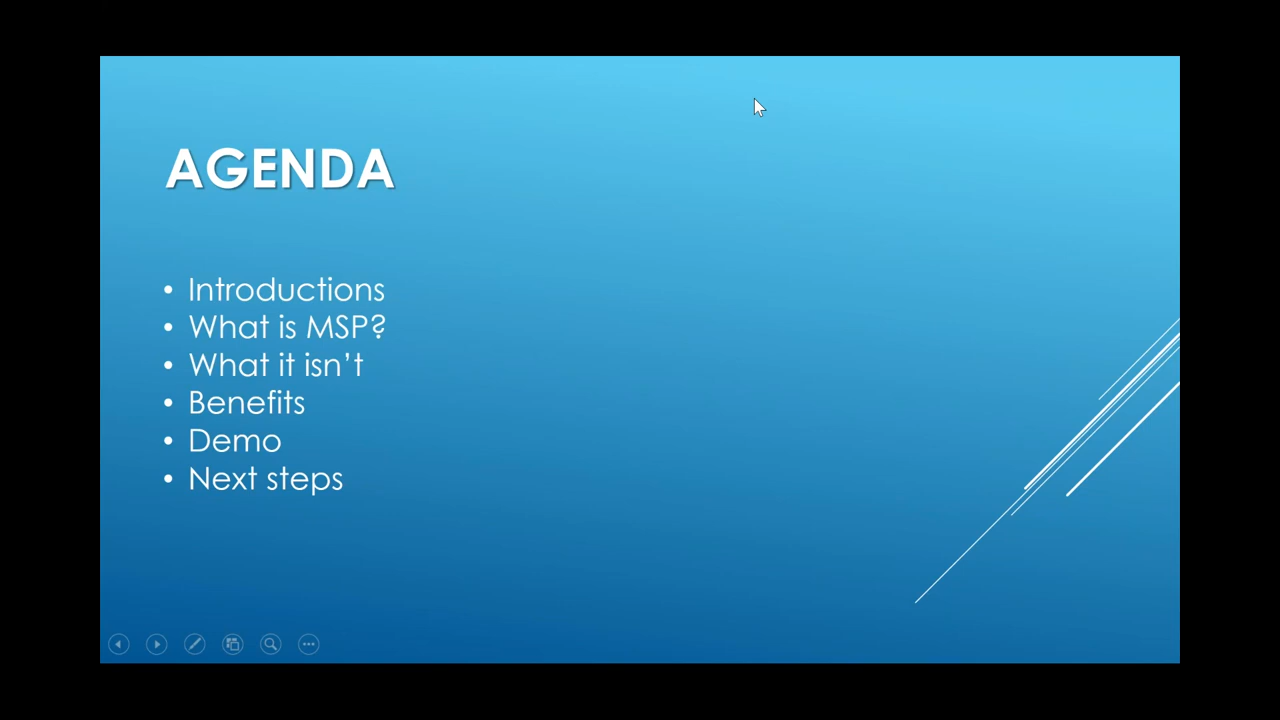 AGENDA
• Introductions
• What is MSP?
• What it isn’t
• Benefits
• Demo
• Next steps